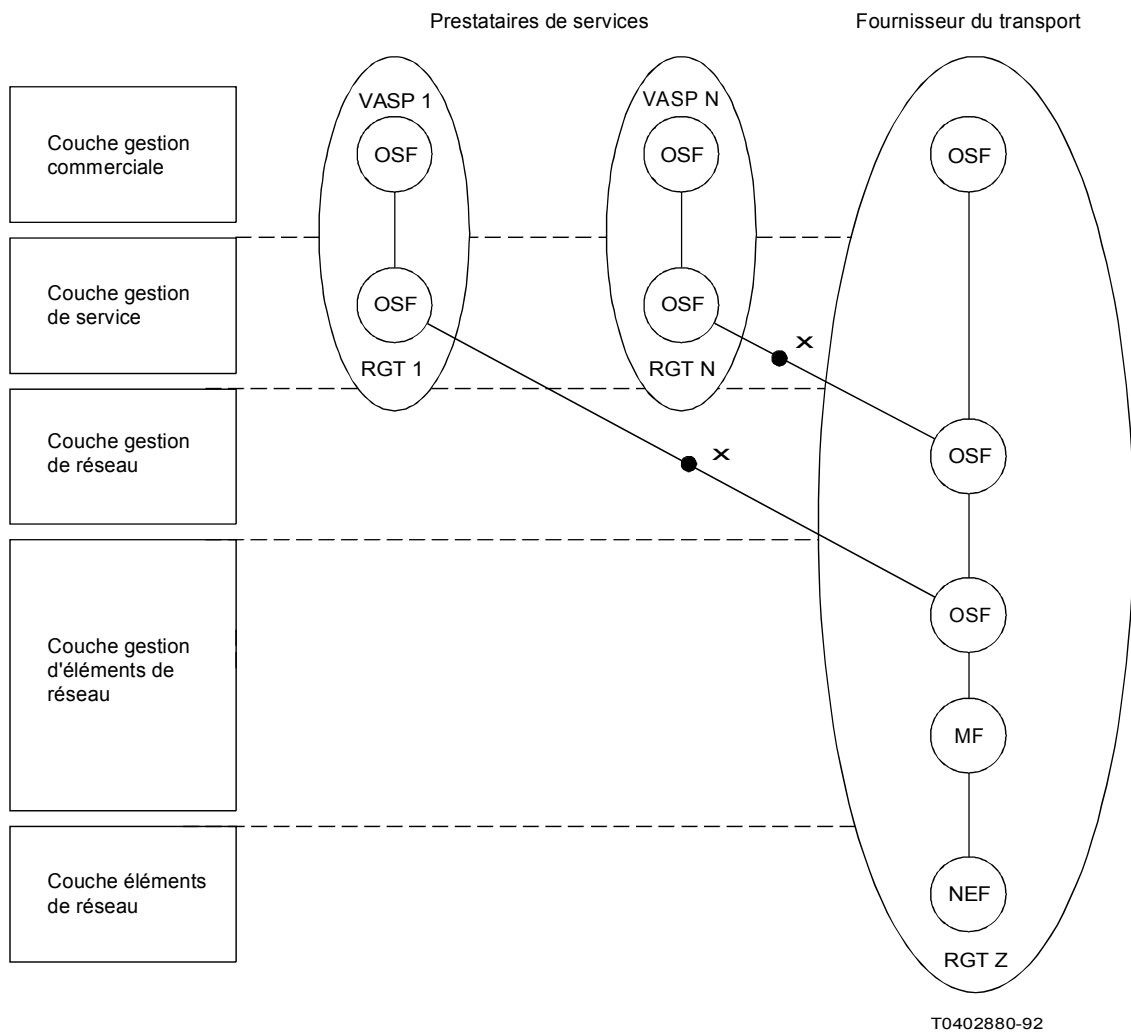 Prestataires de services
Fournisseur du transport
VASP 1
VASP N
Couche gestion
commerciale
OSF
OSF
OSF
Couche gestion
de service
OSF
OSF
x
RGT 1
RGT N
Couche gestion
de réseau
OSF
x
OSF
Couche gestion
d'éléments de
réseau
MF
Couche éléments
de réseau
NEF
RGT Z
T0402880-92